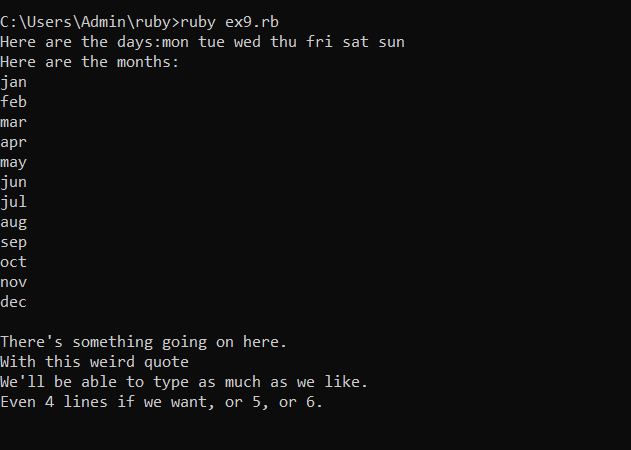 C:\Users\Admin\ruby>ruby ex9.rb
Here are the days:mon tue wed thu fri sat sun
Here are the months:
jan
feb
mar
apr
may
jun
jul
aug
sep
oct
nov
dec
There's something going on here.
With this weird quote
We'll be able to type as much as we like.
Even 4 lines if we want, or 5, or 6.